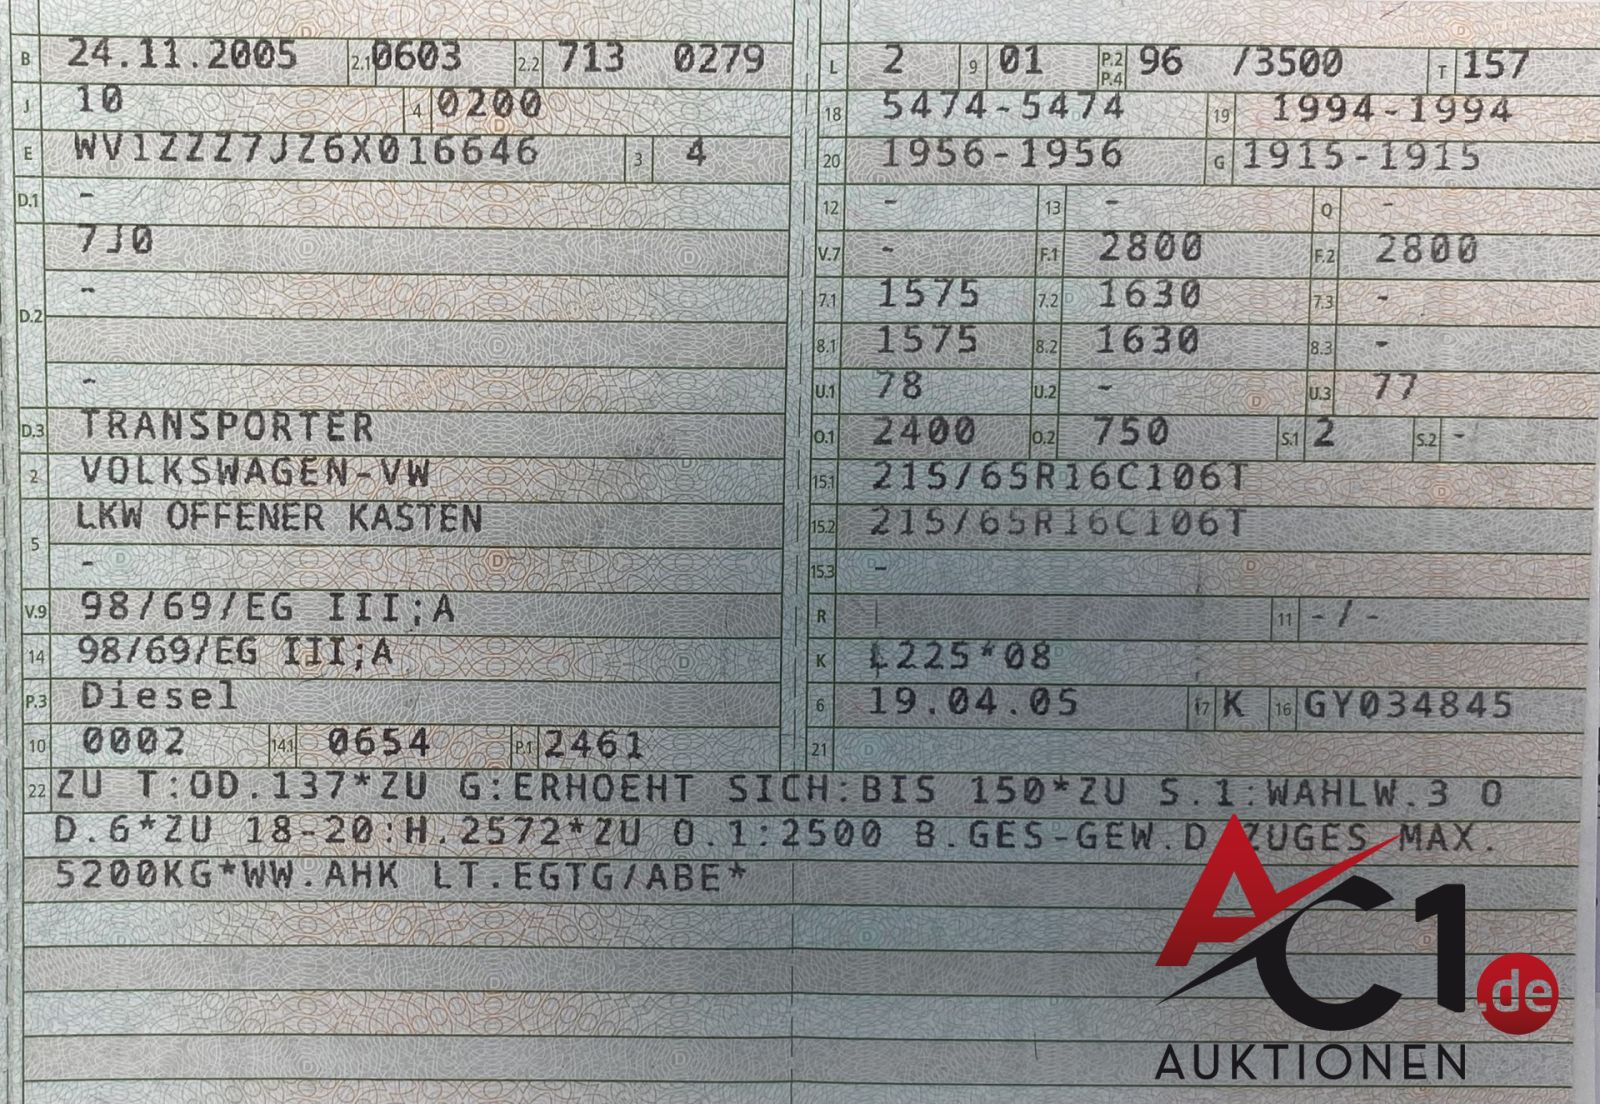 B 24.11.2005 2.1 0603 2.2 713 0279
J 10 4 0200
E WV1ZZZ7JZ6X016646 3 4
D.1 -
7J0
-
D.2
-
D.3 TRANSPORTER
2 VOLKSWAGEN-VW
LKW OFFENER KASTEN
5
-
V.9 98/69/EG III;A
14 98/69/EG III;A
P.3 Diesel
10 0002 14.1 0654 P.1 2461
L 2 9 01 P.2 P.4 96 /3500 T 157
18 5474-5474 19 1994-1994
20 1956-1956 G 1915-1915
12 - 13 - Q -
V.7 - F.1 2800 F.2 2800
7.1 1575 7.2 1630 7.3 -
8.1 1575 8.2 1630 8.3 -
U.1 78 U.2 - U.3 77
O.1 2400 O.2 750 S.1 2 S.2 -
15.1 215/65R16C106T
15.2 215/65R16C106T
15.3 -
R 11 -/-
K L225*08
6 19.04.05 17 K 16 GY034845
21
22 ZU T:OD.137*ZU G:ERHOEHT SICH:BIS 150*ZU S.1:WAHLW.3 O
D.6*ZU 18-20:H.2572*ZU O.1:2500 B.GES-GEW.D.ZUGES MAX.
5200KG*WW.AHK LT.EGTG/ABE*
AC1.de
AUKTIONEN